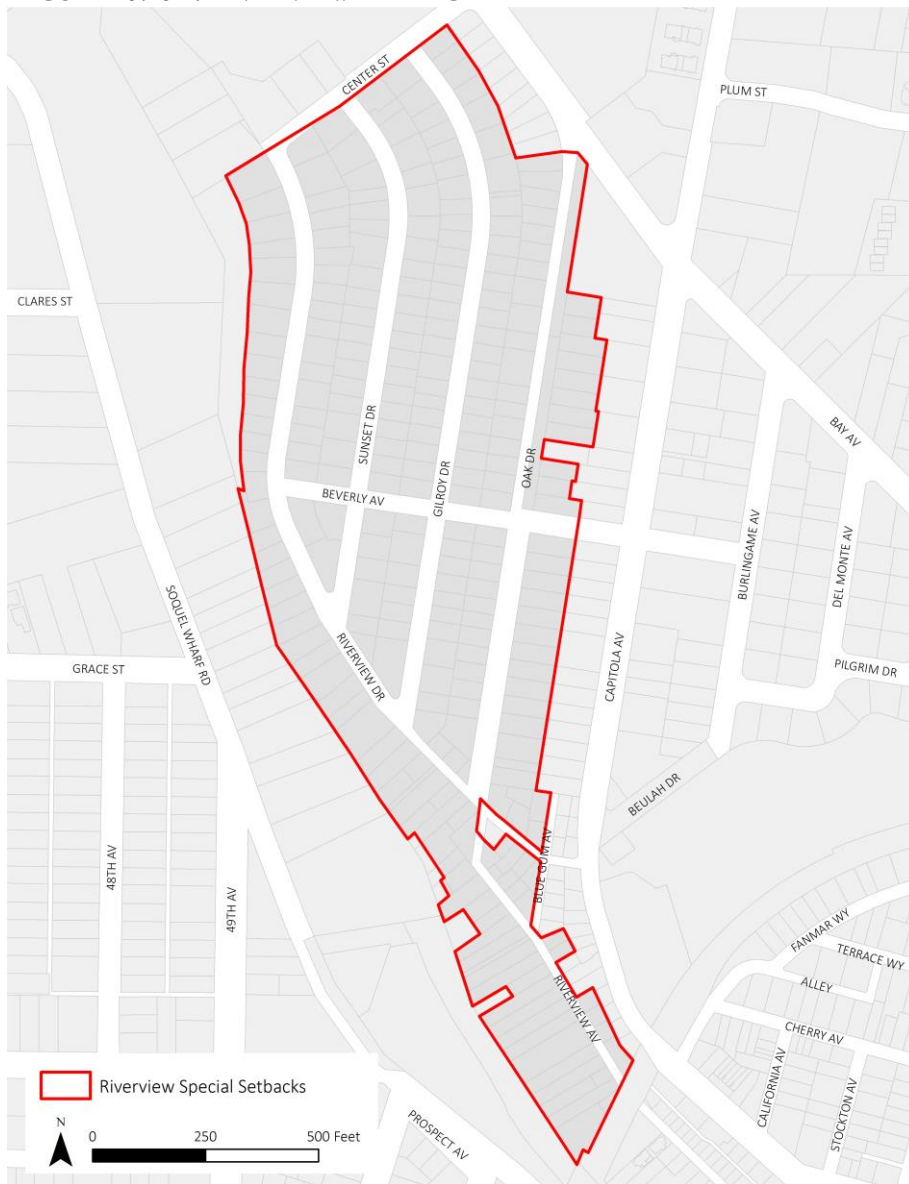 CENTER ST
PLUM ST
CLARES ST
SUNSET DR
GILROY DR
OAK DR
BEVERLY AV
BAY AV
BURLINGAME AV
DEL MONTE AV
SOQUEL WHARF RD
RIVERVIEW DR
CAPITOLA AV
GRACE ST
PILGRIM DR
BEULAH DR
48TH AV
49TH AV
BLUE GUM AV
FANMAR WY
TERRACE WY
ALLEY
CHERRY AV
RIVERVIEW AV
CALIFORNIA AV
STOCKTON AV
PROSPECT AV
Riverview Special Setbacks
N
0 250 500 Feet